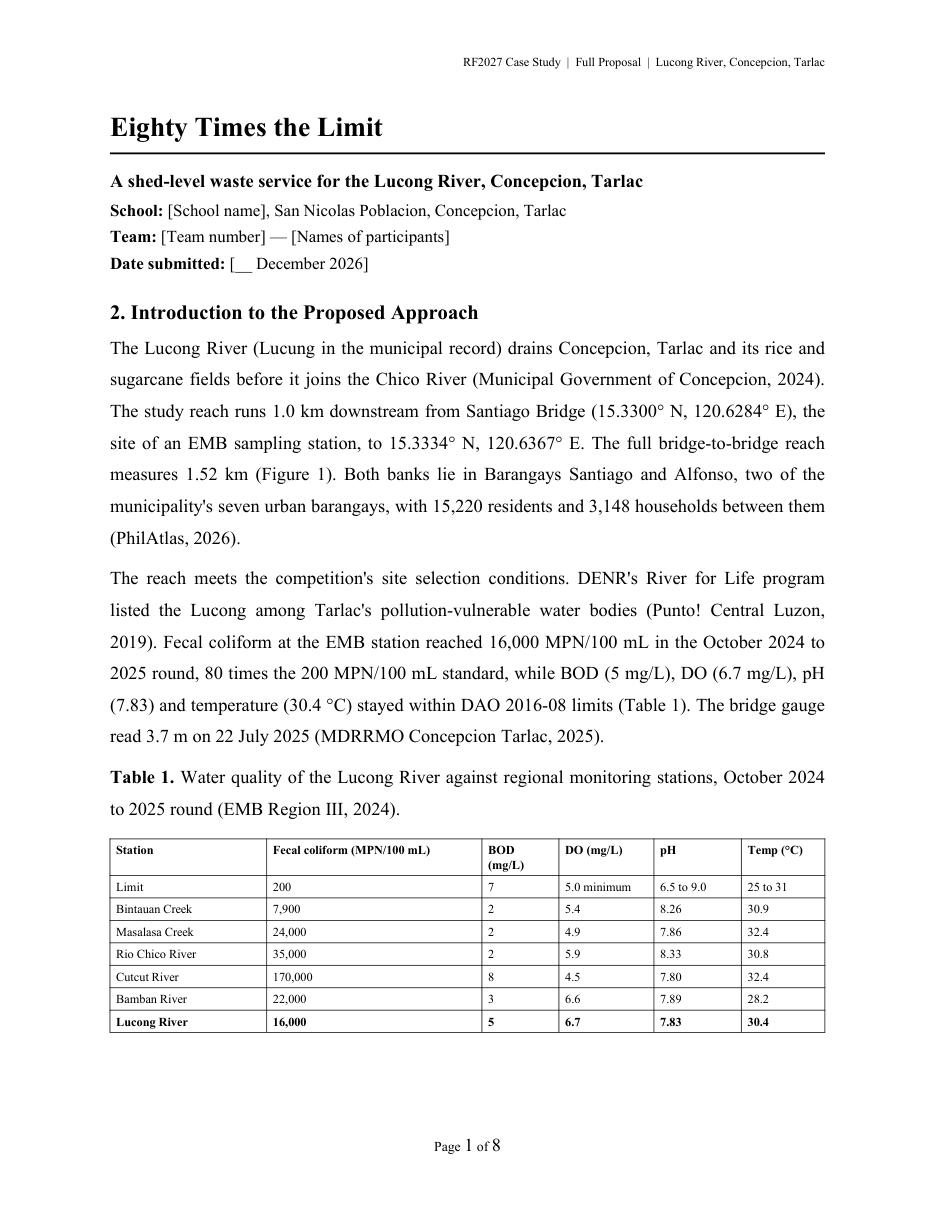 RF2027 Case Study | Full Proposal | Lucong River, Concepcion, Tarlac
Eighty Times the Limit
A shed-level waste service for the Lucong River, Concepcion, Tarlac
School: [School name], San Nicolas Poblacion, Concepcion, Tarlac
Team: [Team number] — [Names of participants]
Date submitted: [__ December 2026]
2. Introduction to the Proposed Approach
The Lucong River (Lucung in the municipal record) drains Concepcion, Tarlac and its rice and
sugarcane fields before it joins the Chico River (Municipal Government of Concepcion, 2024).
The study reach runs 1.0 km downstream from Santiago Bridge (15.3300° N, 120.6284° E), the
site of an EMB sampling station, to 15.3334° N, 120.6367° E. The full bridge-to-bridge reach
measures 1.52 km (Figure 1). Both banks lie in Barangays Santiago and Alfonso, two of the
municipality's seven urban barangays, with 15,220 residents and 3,148 households between them
(PhilAtlas, 2026).
The reach meets the competition's site selection conditions. DENR's River for Life program
listed the Lucong among Tarlac's pollution-vulnerable water bodies (Punto! Central Luzon,
2019). Fecal coliform at the EMB station reached 16,000 MPN/100 mL in the October 2024 to
2025 round, 80 times the 200 MPN/100 mL standard, while BOD (5 mg/L), DO (6.7 mg/L), pH
(7.83) and temperature (30.4 °C) stayed within DAO 2016-08 limits (Table 1). The bridge gauge
read 3.7 m on 22 July 2025 (MDRRMO Concepcion Tarlac, 2025).
Table 1. Water quality of the Lucong River against regional monitoring stations, October 2024
to 2025 round (EMB Region III, 2024).
Station Fecal coliform (MPN/100 mL) BOD (mg/L) DO (mg/L) pH Temp (°C)
Limit 200 7 5.0 minimum 6.5 to 9.0 25 to 31
Bintauan Creek 7,900 2 5.4 8.26 30.9
Masalasa Creek 24,000 2 4.9 7.86 32.4
Rio Chico River 35,000 2 5.9 8.33 30.8
Cutcut River 170,000 8 4.5 7.80 32.4
Bamban River 22,000 3 6.6 7.89 28.2
Lucong River 16,000 5 6.7 7.83 30.4
Page 1 of 8